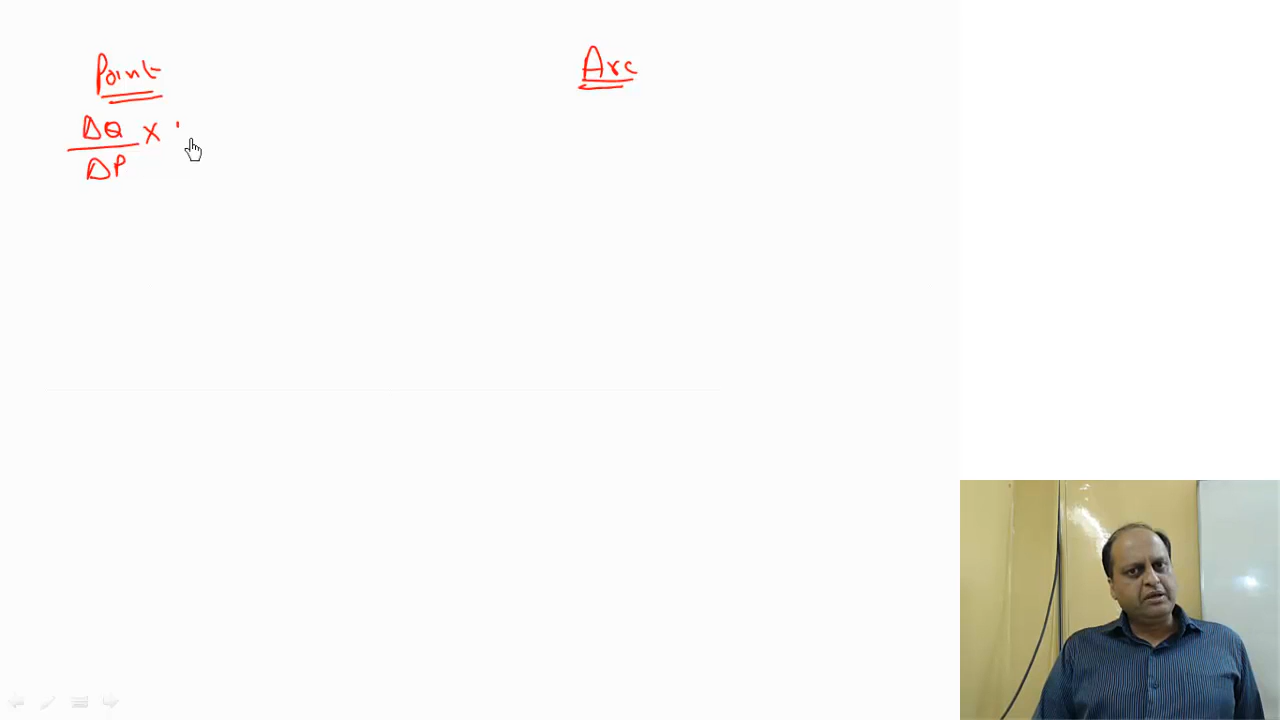 Point
Arc
ΔQ ×
ΔP